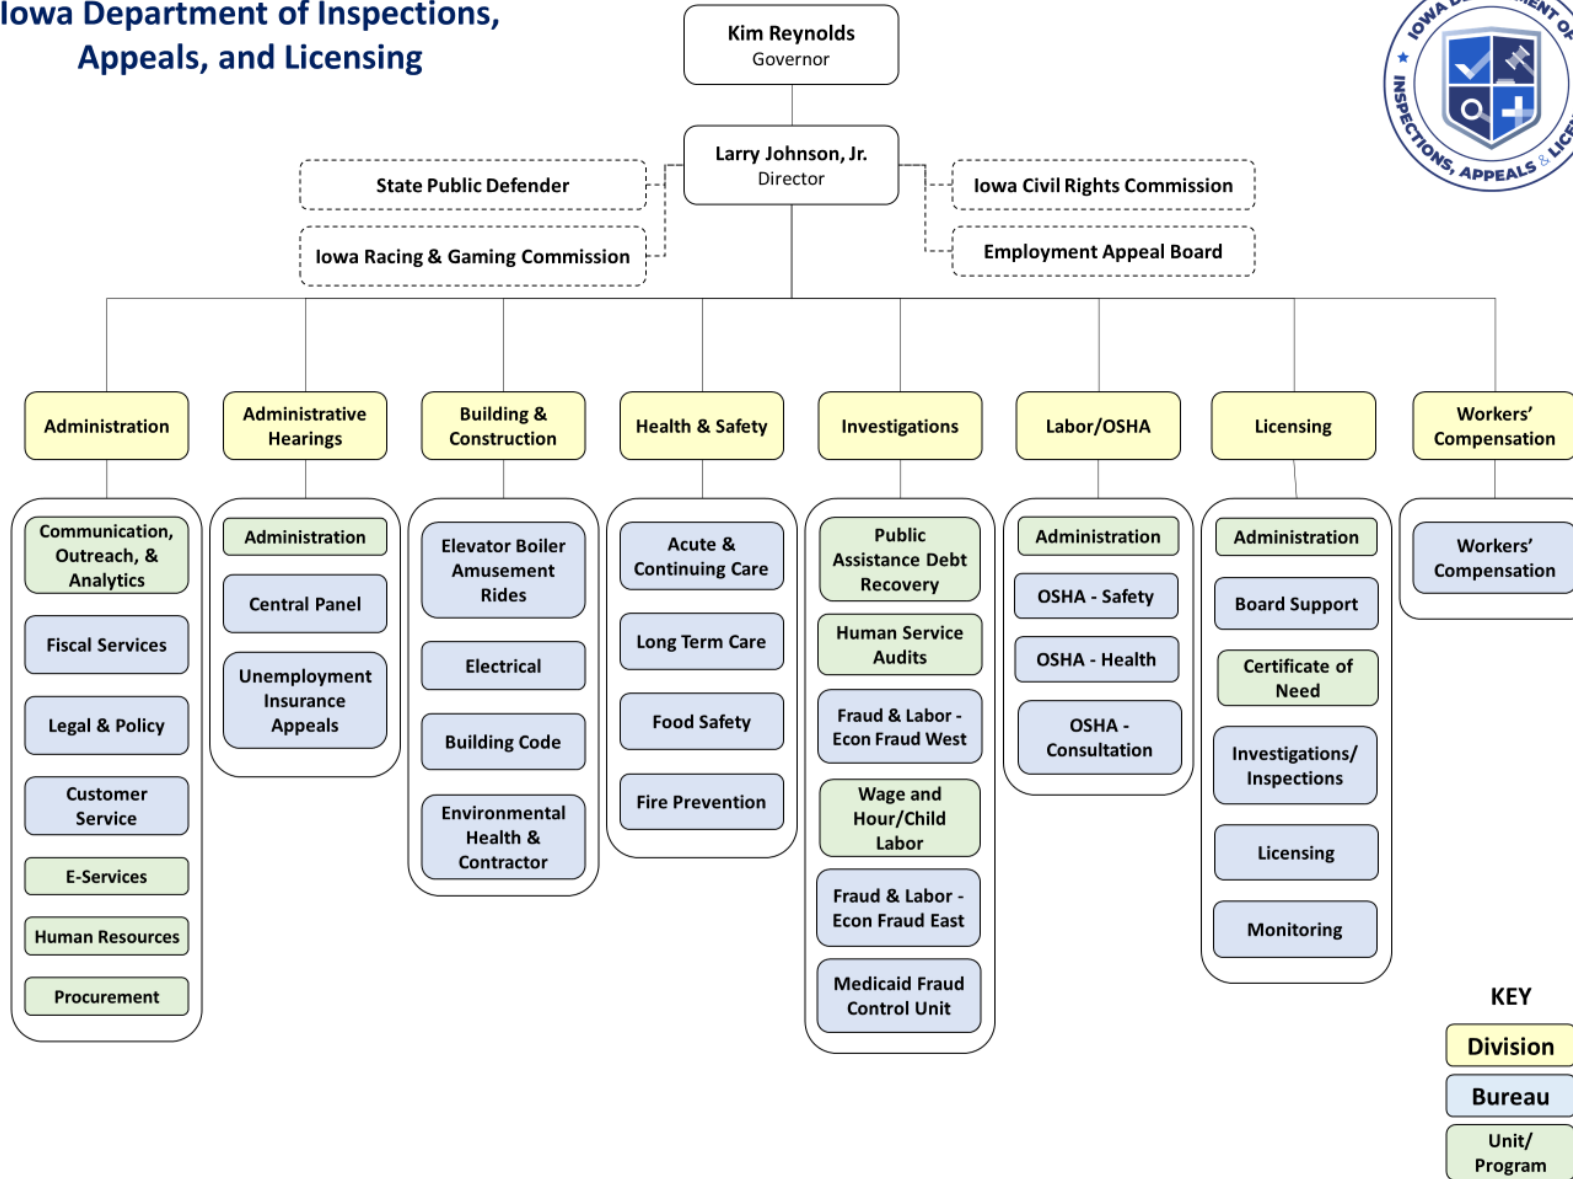 Iowa Department of Inspections,
Appeals, and Licensing
Kim Reynolds
Governor
IOWA DEPARTMENT OF
INSPECTIONS, APPEALS &
Larry Johnson, Jr.
Director
State Public Defender
Iowa Racing & Gaming Commission
Iowa Civil Rights Commission
Employment Appeal Board
Administration
Communication,
Outreach, &
Analytics
Fiscal Services
Legal & Policy
Customer
Service
E-Services
Human Resources
Procurement
Administrative
Hearings
Administration
Central Panel
Unemployment
Insurance
Appeals
Building &
Construction
Elevator Boiler
Amusement
Rides
Electrical
Building Code
Environmental
Health &
Contractor
Health & Safety
Acute &
Continuing Care
Long Term Care
Food Safety
Fire Prevention
Investigations
Public
Assistance Debt
Recovery
Human Service
Audits
Fraud & Labor -
Econ Fraud West
Wage and
Hour/Child
Labor
Fraud & Labor -
Econ Fraud East
Medicaid Fraud
Control Unit
Labor/OSHA
Administration
OSHA - Safety
OSHA - Health
OSHA -
Consultation
Licensing
Administration
Board Support
Certificate of
Need
Investigations/
Inspections
Licensing
Monitoring
Workers’
Compensation
Workers’
Compensation
KEY
Division
Bureau
Unit/
Program